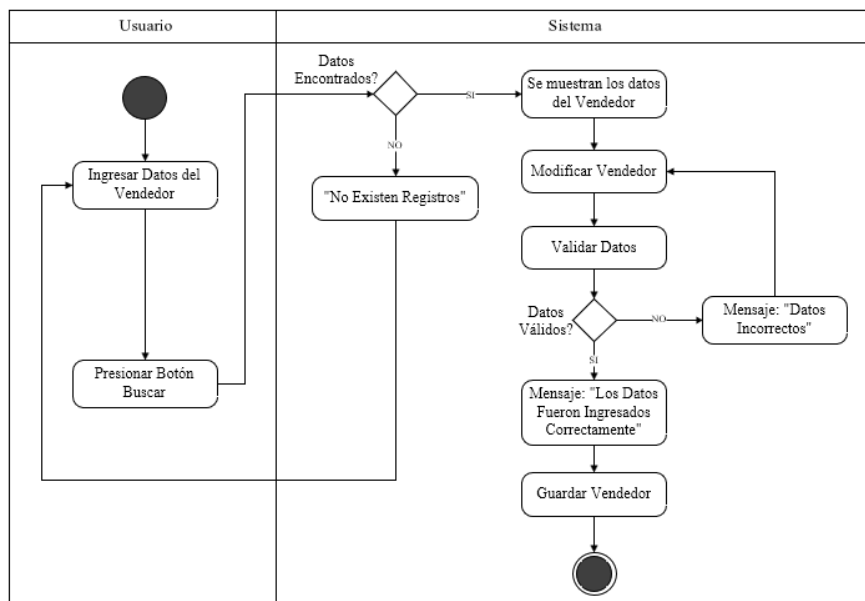 Usuario
Sistema
Datos
Encontrados?
SI
Se muestran los datos
del Vendedor
NO
Ingresar Datos del
Vendedor
"No Existen Registros"
Modificar Vendedor
Validar Datos
Datos
Válidos?
NO
Mensaje: "Datos
Incorrectos"
SI
Presionar Botón
Buscar
Mensaje: "Los Datos
Fueron Ingresados
Correctamente"
Guardar Vendedor